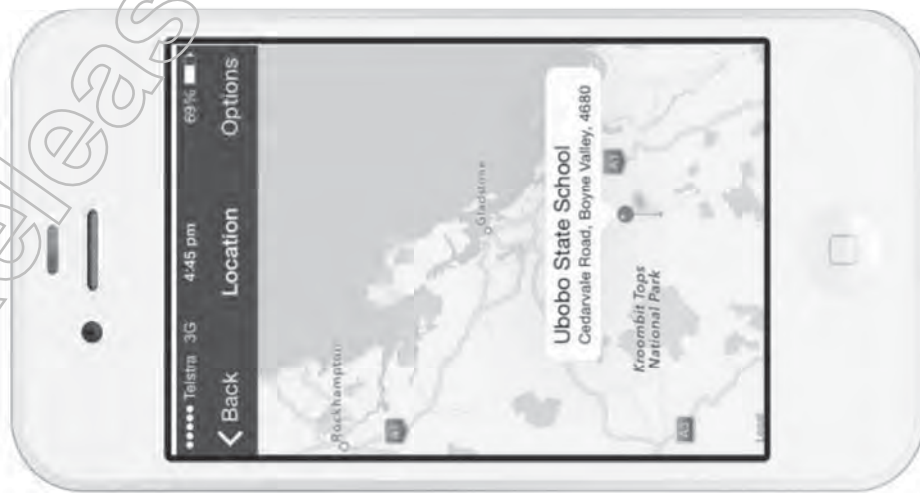 eleas
••••• Telstra 3G 4:45 pm 69%
Back Location Options
Rockhampton
Gladstone
A1
Ubobo State School
Cedarvale Road, Boyne Valley, 4680
A1
Kroombit Tops
National Park
A3